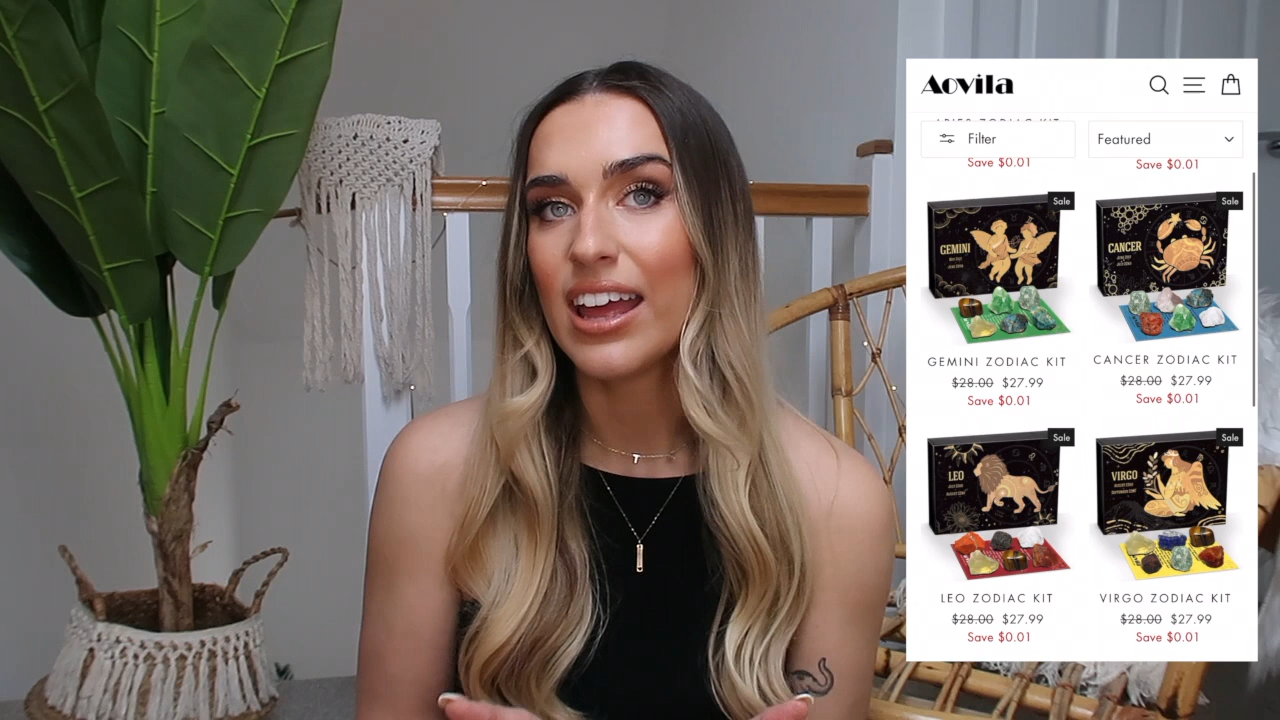 Aovila
Filter
Featured
Save $0.01
Save $0.01
Sale
Sale
GEMINI
CANCER
GEMINI ZODIAC KIT
CANCER ZODIAC KIT
$28.00 $27.99
$28.00 $27.99
Save $0.01
Save $0.01
Sale
Sale
LEO
VIRGO
LEO ZODIAC KIT
VIRGO ZODIAC KIT
$28.00 $27.99
$28.00 $27.99
Save $0.01
Save $0.01